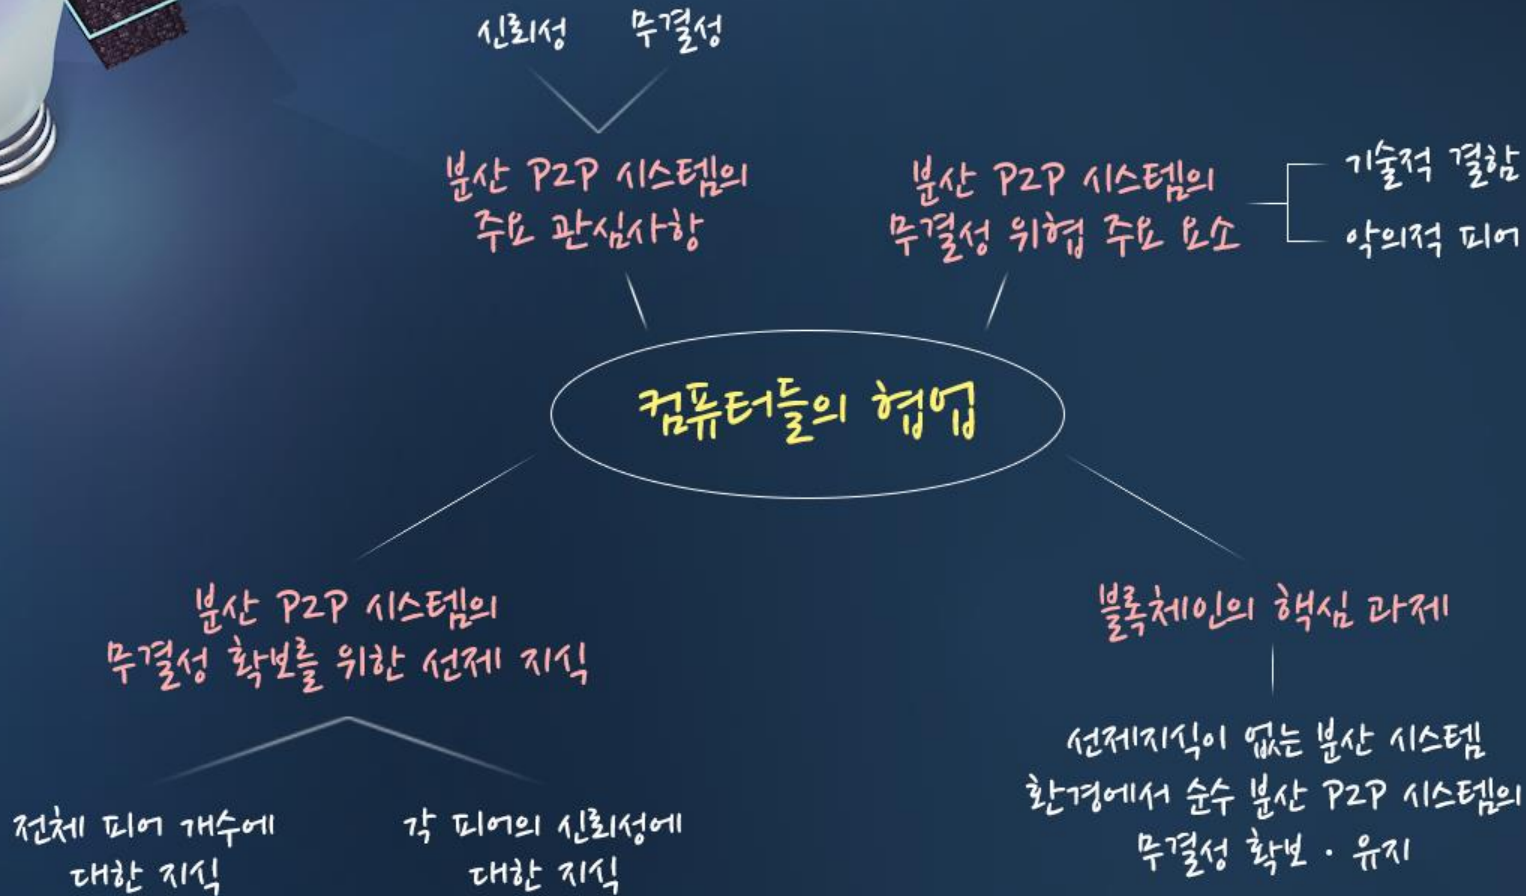 신뢰성 무결성
분산 P2P 시스템의
주요 관심사항
분산 P2P 시스템의
무결성 위협 주요 요소
기술적 결함
악의적 피어
컴퓨터들의 협업
분산 P2P 시스템의
무결성 확보를 위한 선제 지식
전체 피어 개수에
대한 지식
각 피어의 신뢰성에
대한 지식
블록체인의 핵심 과제
선제지식이 없는 분산 시스템
환경에서 순수 분산 P2P 시스템의
무결성 확보 · 유지